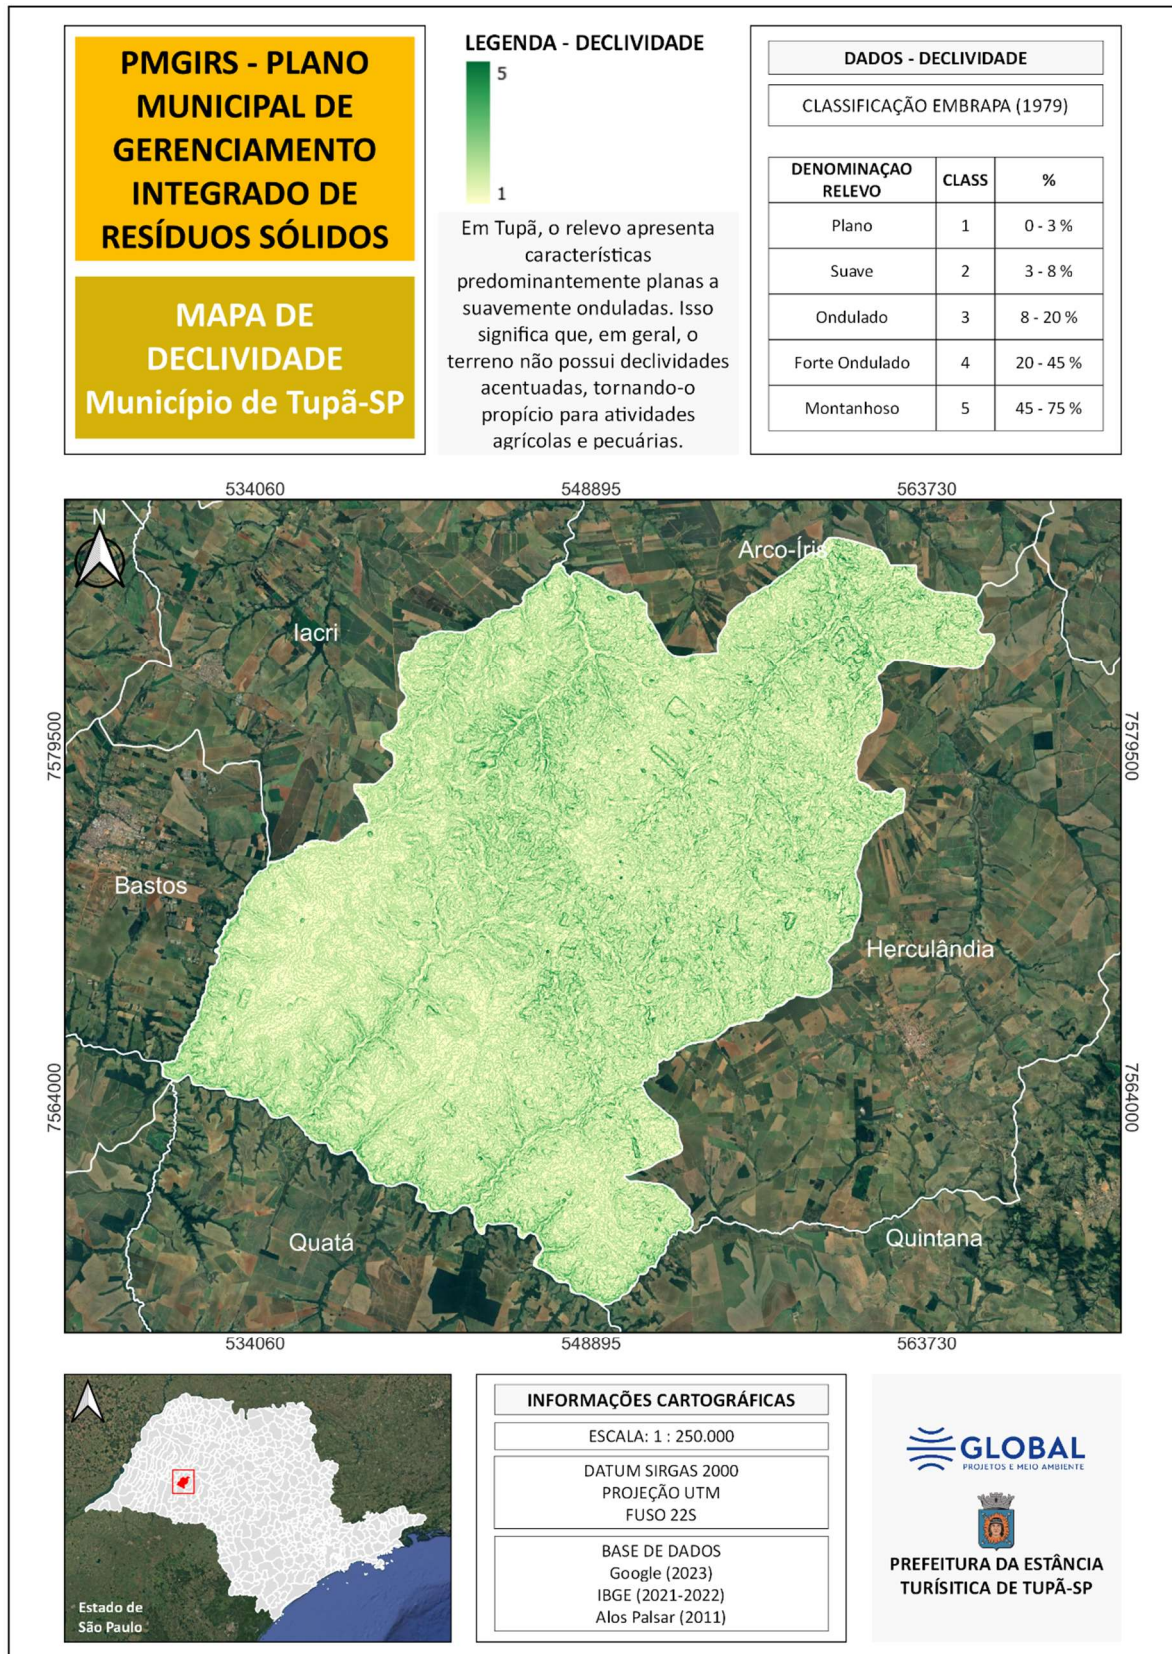 PMGIRS - PLANO
MUNICIPAL DE
GERENCIAMENTO
INTEGRADO DE
RESÍDUOS SÓLIDOS
MAPA DE
DECLIVIDADE
Município de Tupã-SP
LEGENDA - DECLIVIDADE
5
1
Em Tupã, o relevo apresenta
características
predominantemente planas a
suavemente onduladas. Isso
significa que, em geral, o
terreno não possui declividades
acentuadas, tornando-o
propício para atividades
agrícolas e pecuárias.
DADOS - DECLIVIDADE
CLASSIFICAÇÃO EMBRAPA (1979)
DENOMINAÇAO RELEVO CLASS %
Plano 1 0 - 3 %
Suave 2 3 - 8 %
Ondulado 3 8 - 20 %
Forte Ondulado 4 20 - 45 %
Montanhoso 5 45 - 75 %
534060 548895 563730
N
Arco-Íris
Iacri
7579500 7579500
Bastos
Herculândia
7564000 7564000
Quatá
Quintana
534060 548895 563730
Estado de
São Paulo
INFORMAÇÕES CARTOGRÁFICAS
ESCALA: 1 : 250.000
DATUM SIRGAS 2000
PROJEÇÃO UTM
FUSO 22S
BASE DE DADOS
Google (2023)
IBGE (2021-2022)
Alos Palsar (2011)
GLOBAL
PROJETOS E MEIO AMBIENTE
PREFEITURA DA ESTÂNCIA
TURÍSITICA DE TUPÃ-SP